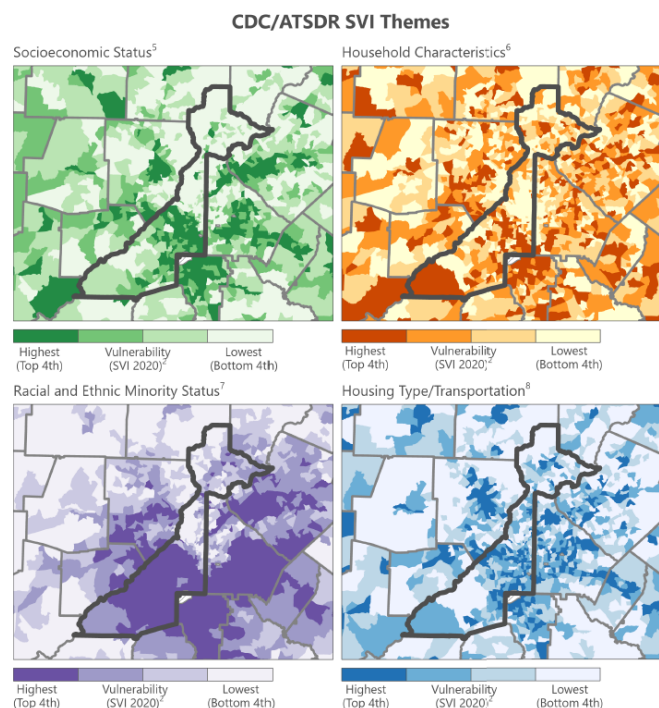 CDC/ATSDR SVI Themes
Socioeconomic Status⁵
Household Characteristics⁶
Highest
(Top 4th)
Vulnerability
(SVI 2020)²
Lowest
(Bottom 4th)
Highest
(Top 4th)
Vulnerability
(SVI 2020)²
Lowest
(Bottom 4th)
Racial and Ethnic Minority Status⁷
Housing Type/Transportation⁸
Highest
(Top 4th)
Vulnerability
(SVI 2020)²
Lowest
(Bottom 4th)
Highest
(Top 4th)
Vulnerability
(SVI 2020)²
Lowest
(Bottom 4th)